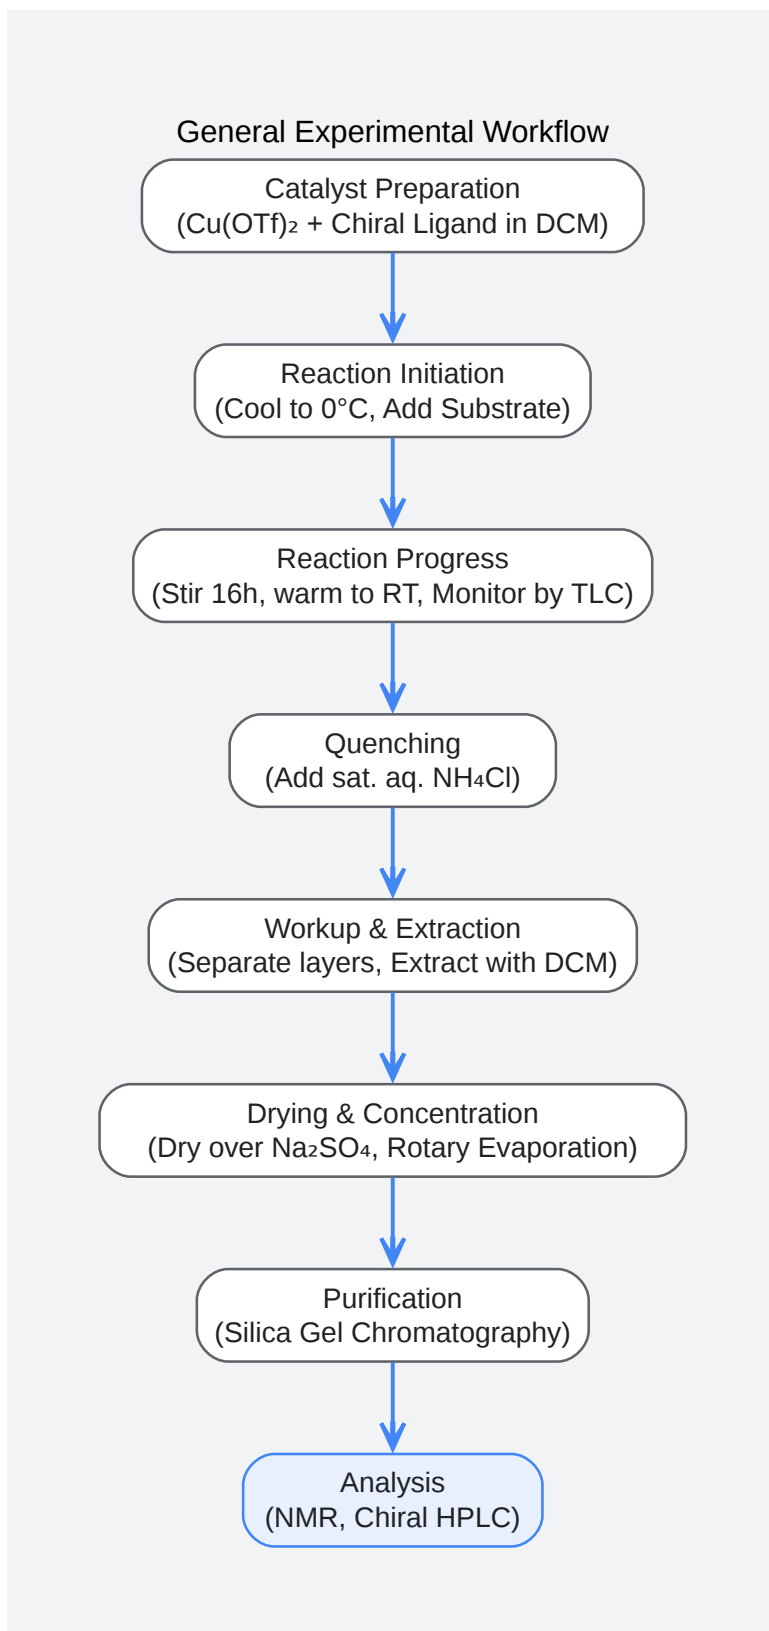 General Experimental Workflow
Catalyst Preparation
(Cu(OTf)₂ + Chiral Ligand in DCM)
Reaction Initiation
(Cool to 0°C, Add Substrate)
Reaction Progress
(Stir 16h, warm to RT, Monitor by TLC)
Quenching
(Add sat. aq. NH₄Cl)
Workup & Extraction
(Separate layers, Extract with DCM)
Drying & Concentration
(Dry over Na₂SO₄, Rotary Evaporation)
Purification
(Silica Gel Chromatography)
Analysis
(NMR, Chiral HPLC)